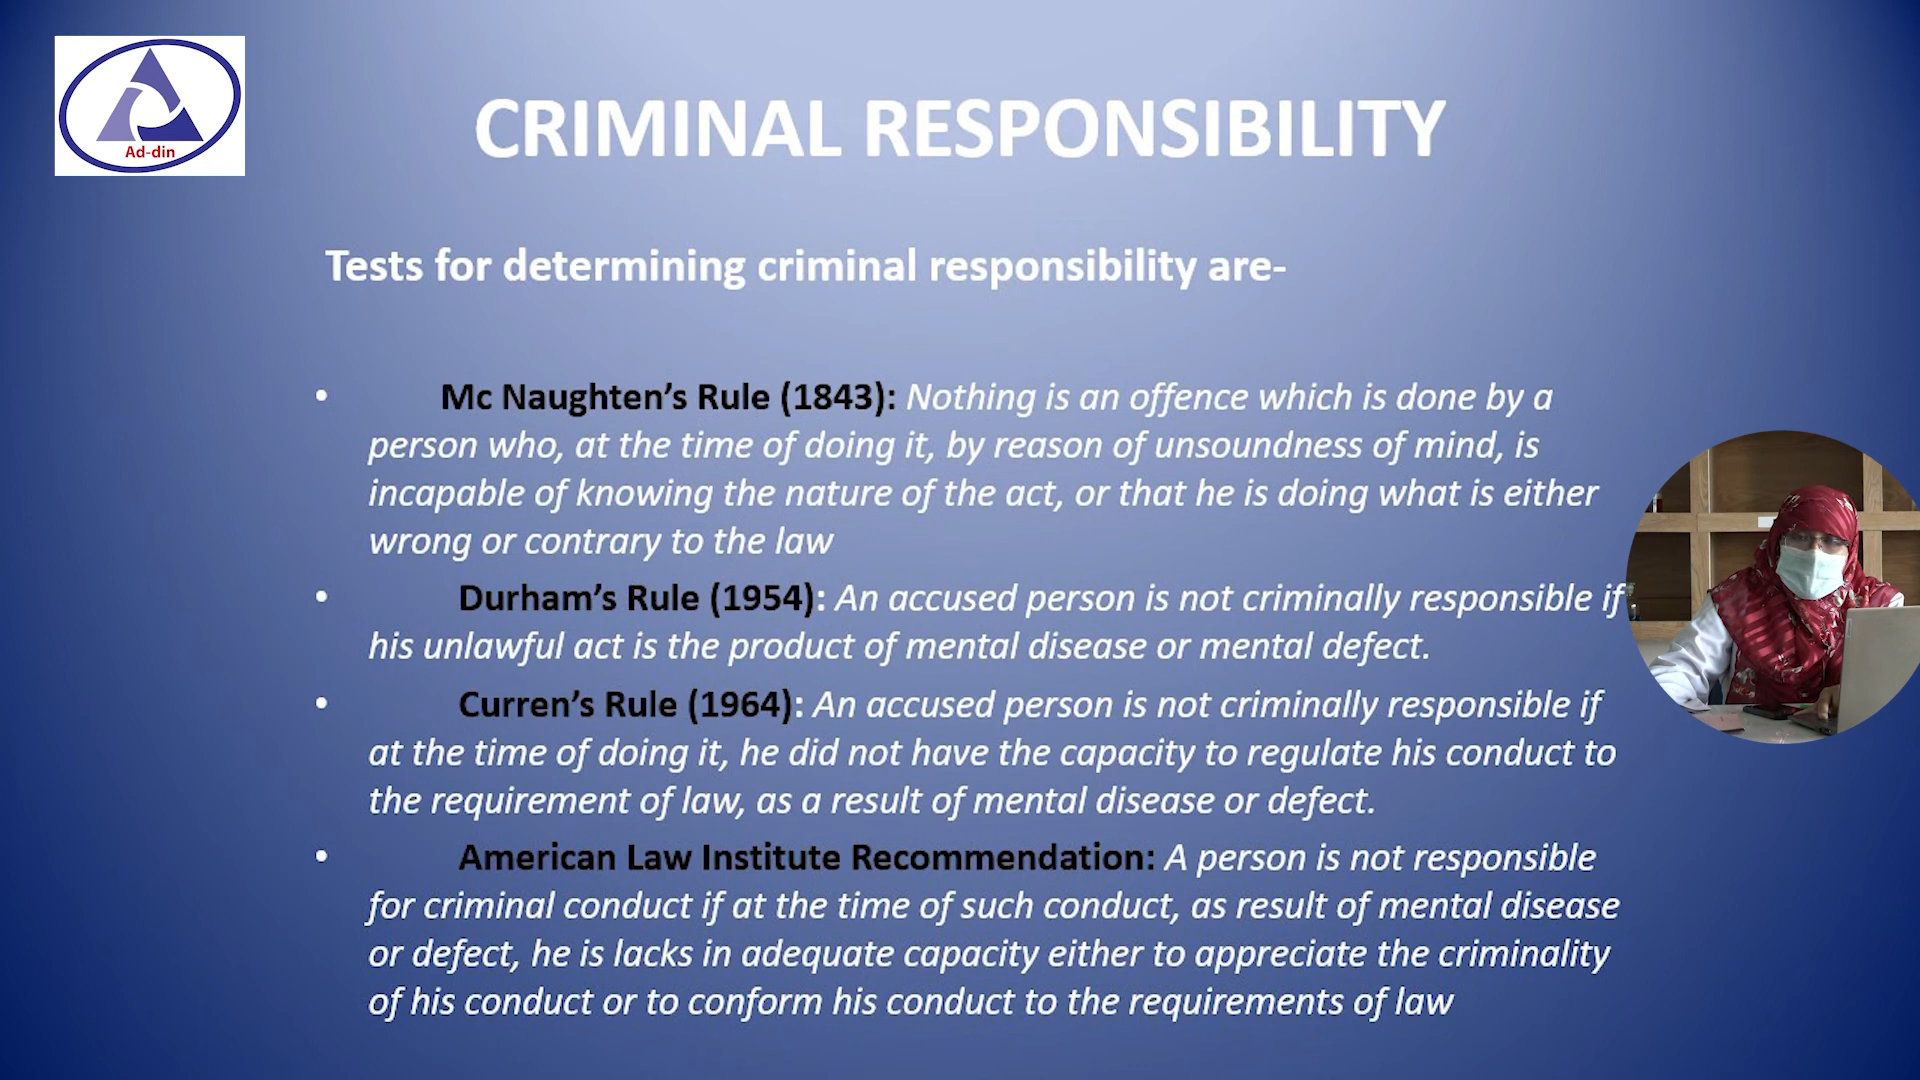 Ad-din
CRIMINAL RESPONSIBILITY
Tests for determining criminal responsibility are-
• Mc Naughten’s Rule (1843): Nothing is an offence which is done by a
person who, at the time of doing it, by reason of unsoundness of mind, is
incapable of knowing the nature of the act, or that he is doing what is either
wrong or contrary to the law
• Durham’s Rule (1954): An accused person is not criminally responsible if
his unlawful act is the product of mental disease or mental defect.
• Curren’s Rule (1964): An accused person is not criminally responsible if
at the time of doing it, he did not have the capacity to regulate his conduct to
the requirement of law, as a result of mental disease or defect.
• American Law Institute Recommendation: A person is not responsible
for criminal conduct if at the time of such conduct, as result of mental disease
or defect, he is lacks in adequate capacity either to appreciate the criminality
of his conduct or to conform his conduct to the requirements of law